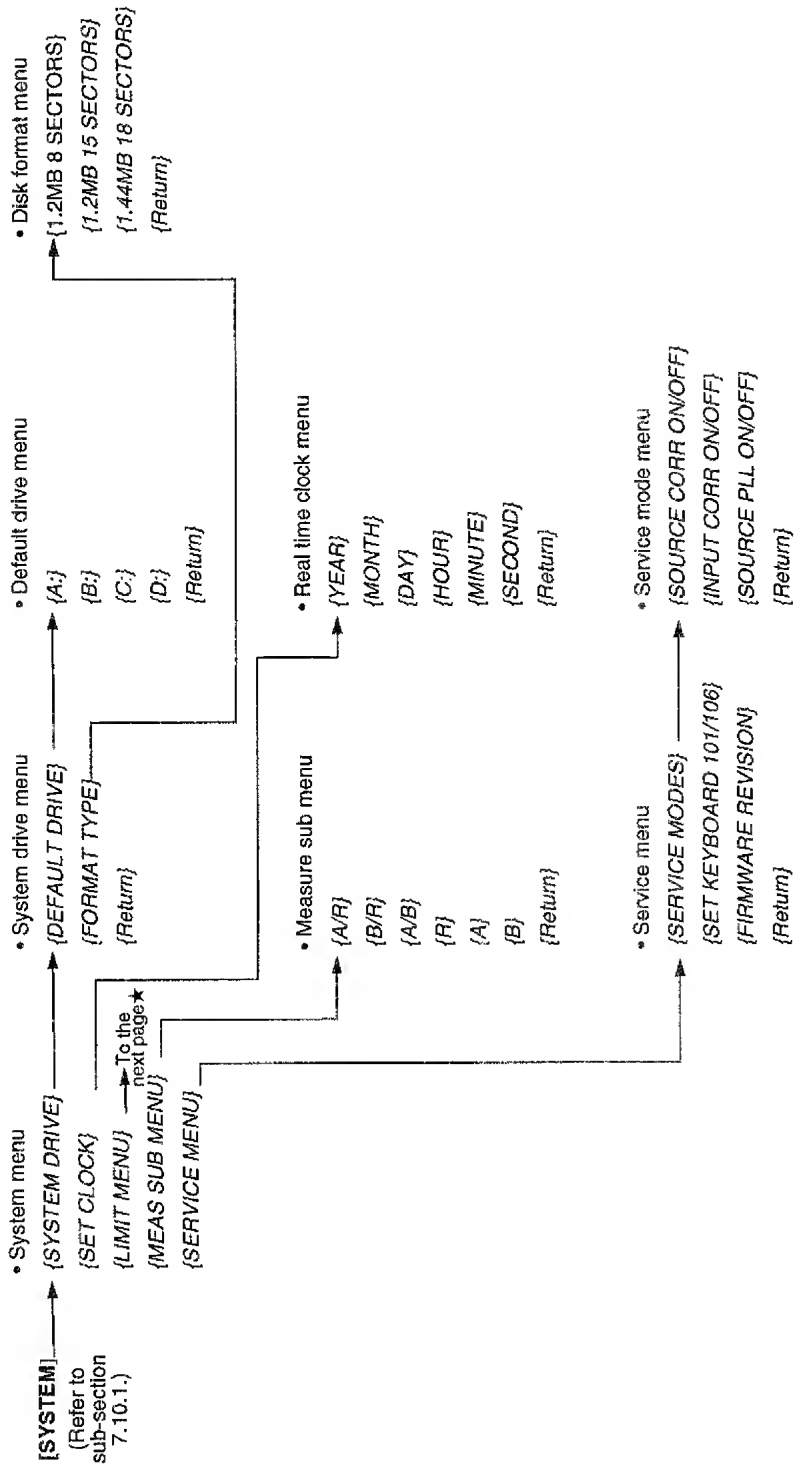 [SYSTEM]
(Refer to
sub-section
7.10.1.)
• System menu
{SYSTEM DRIVE}
{SET CLOCK}
{LIMIT MENU}
To the
next page★
{MEAS SUB MENU}
{SERVICE MENU}
• System drive menu
{DEFAULT DRIVE}
{FORMAT TYPE}
{Return}
• Default drive menu
{A:}
{B:}
{C:}
{D:}
{Return}
• Disk format menu
{1.2MB 8 SECTORS}
{1.2MB 15 SECTORS}
{1.44MB 18 SECTORS}
{Return}
• Measure sub menu
{A/R}
{B/R}
{A/B}
{R}
{A}
{B}
{Return}
• Real time clock menu
{YEAR}
{MONTH}
{DAY}
{HOUR}
{MINUTE}
{SECOND}
{Return}
• Service menu
{SERVICE MODES}
{SET KEYBOARD 101/106}
{FIRMWARE REVISION}
{Return}
• Service mode menu
{SOURCE CORR ON/OFF}
{INPUT CORR ON/OFF}
{SOURCE PLL ON/OFF}
{Return}